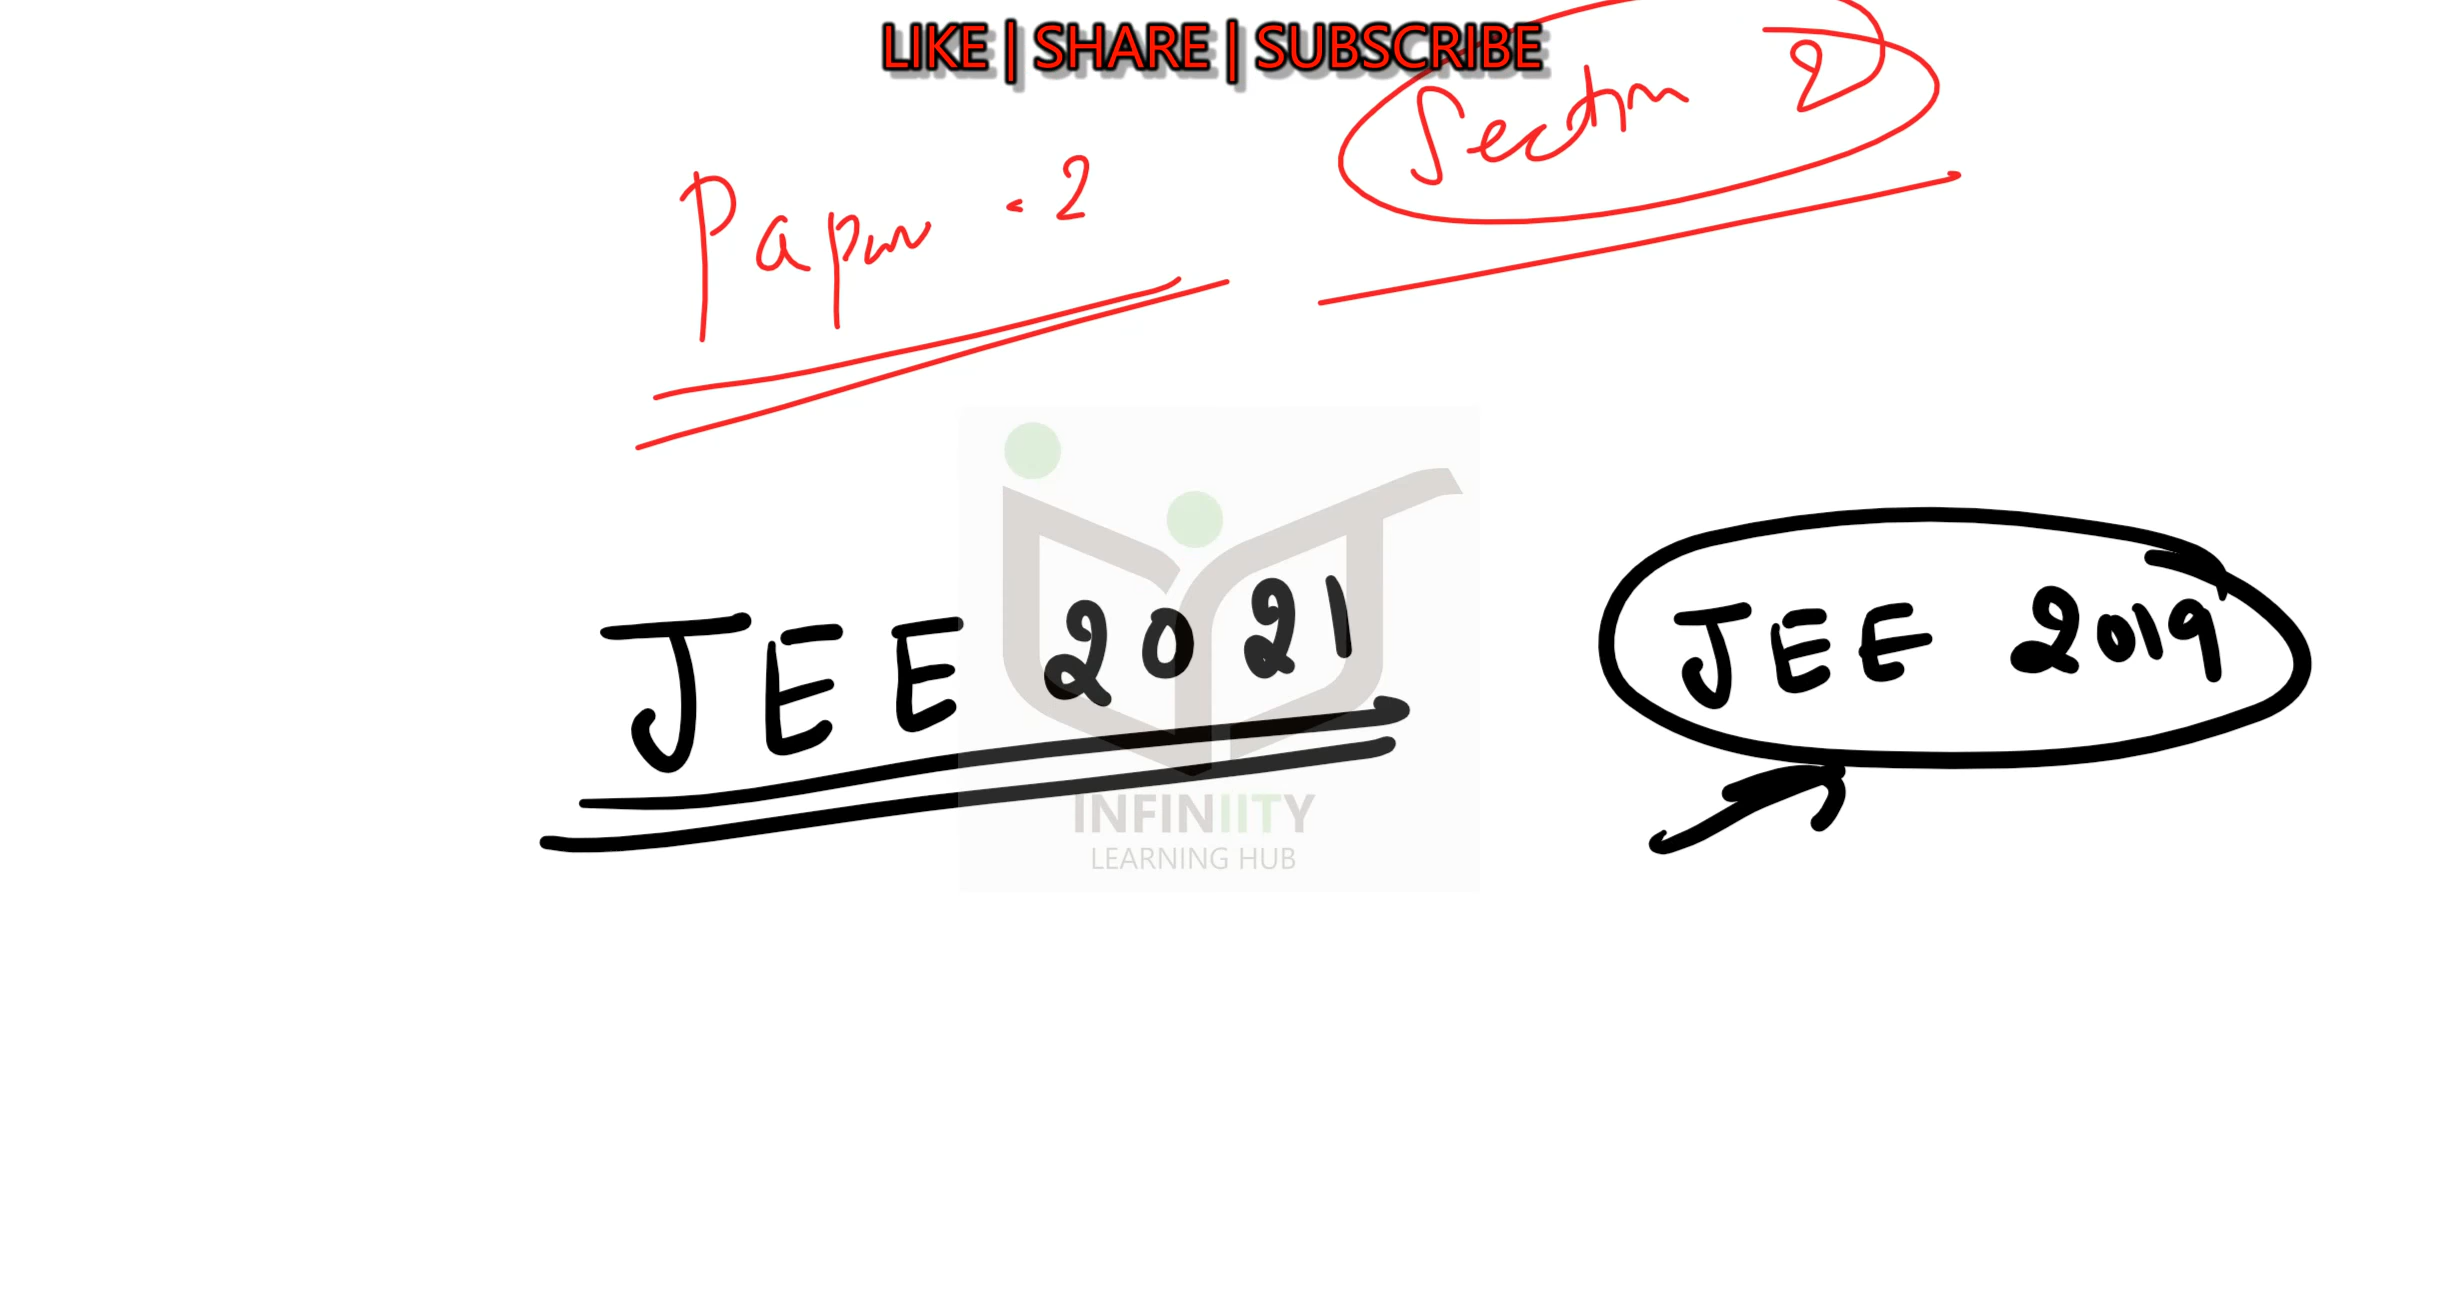 LIKE | SHARE | SUBSCRIBE
Section 2
Paper - 2
JEE 2021
JEE 2019
INFINIITY
LEARNING HUB